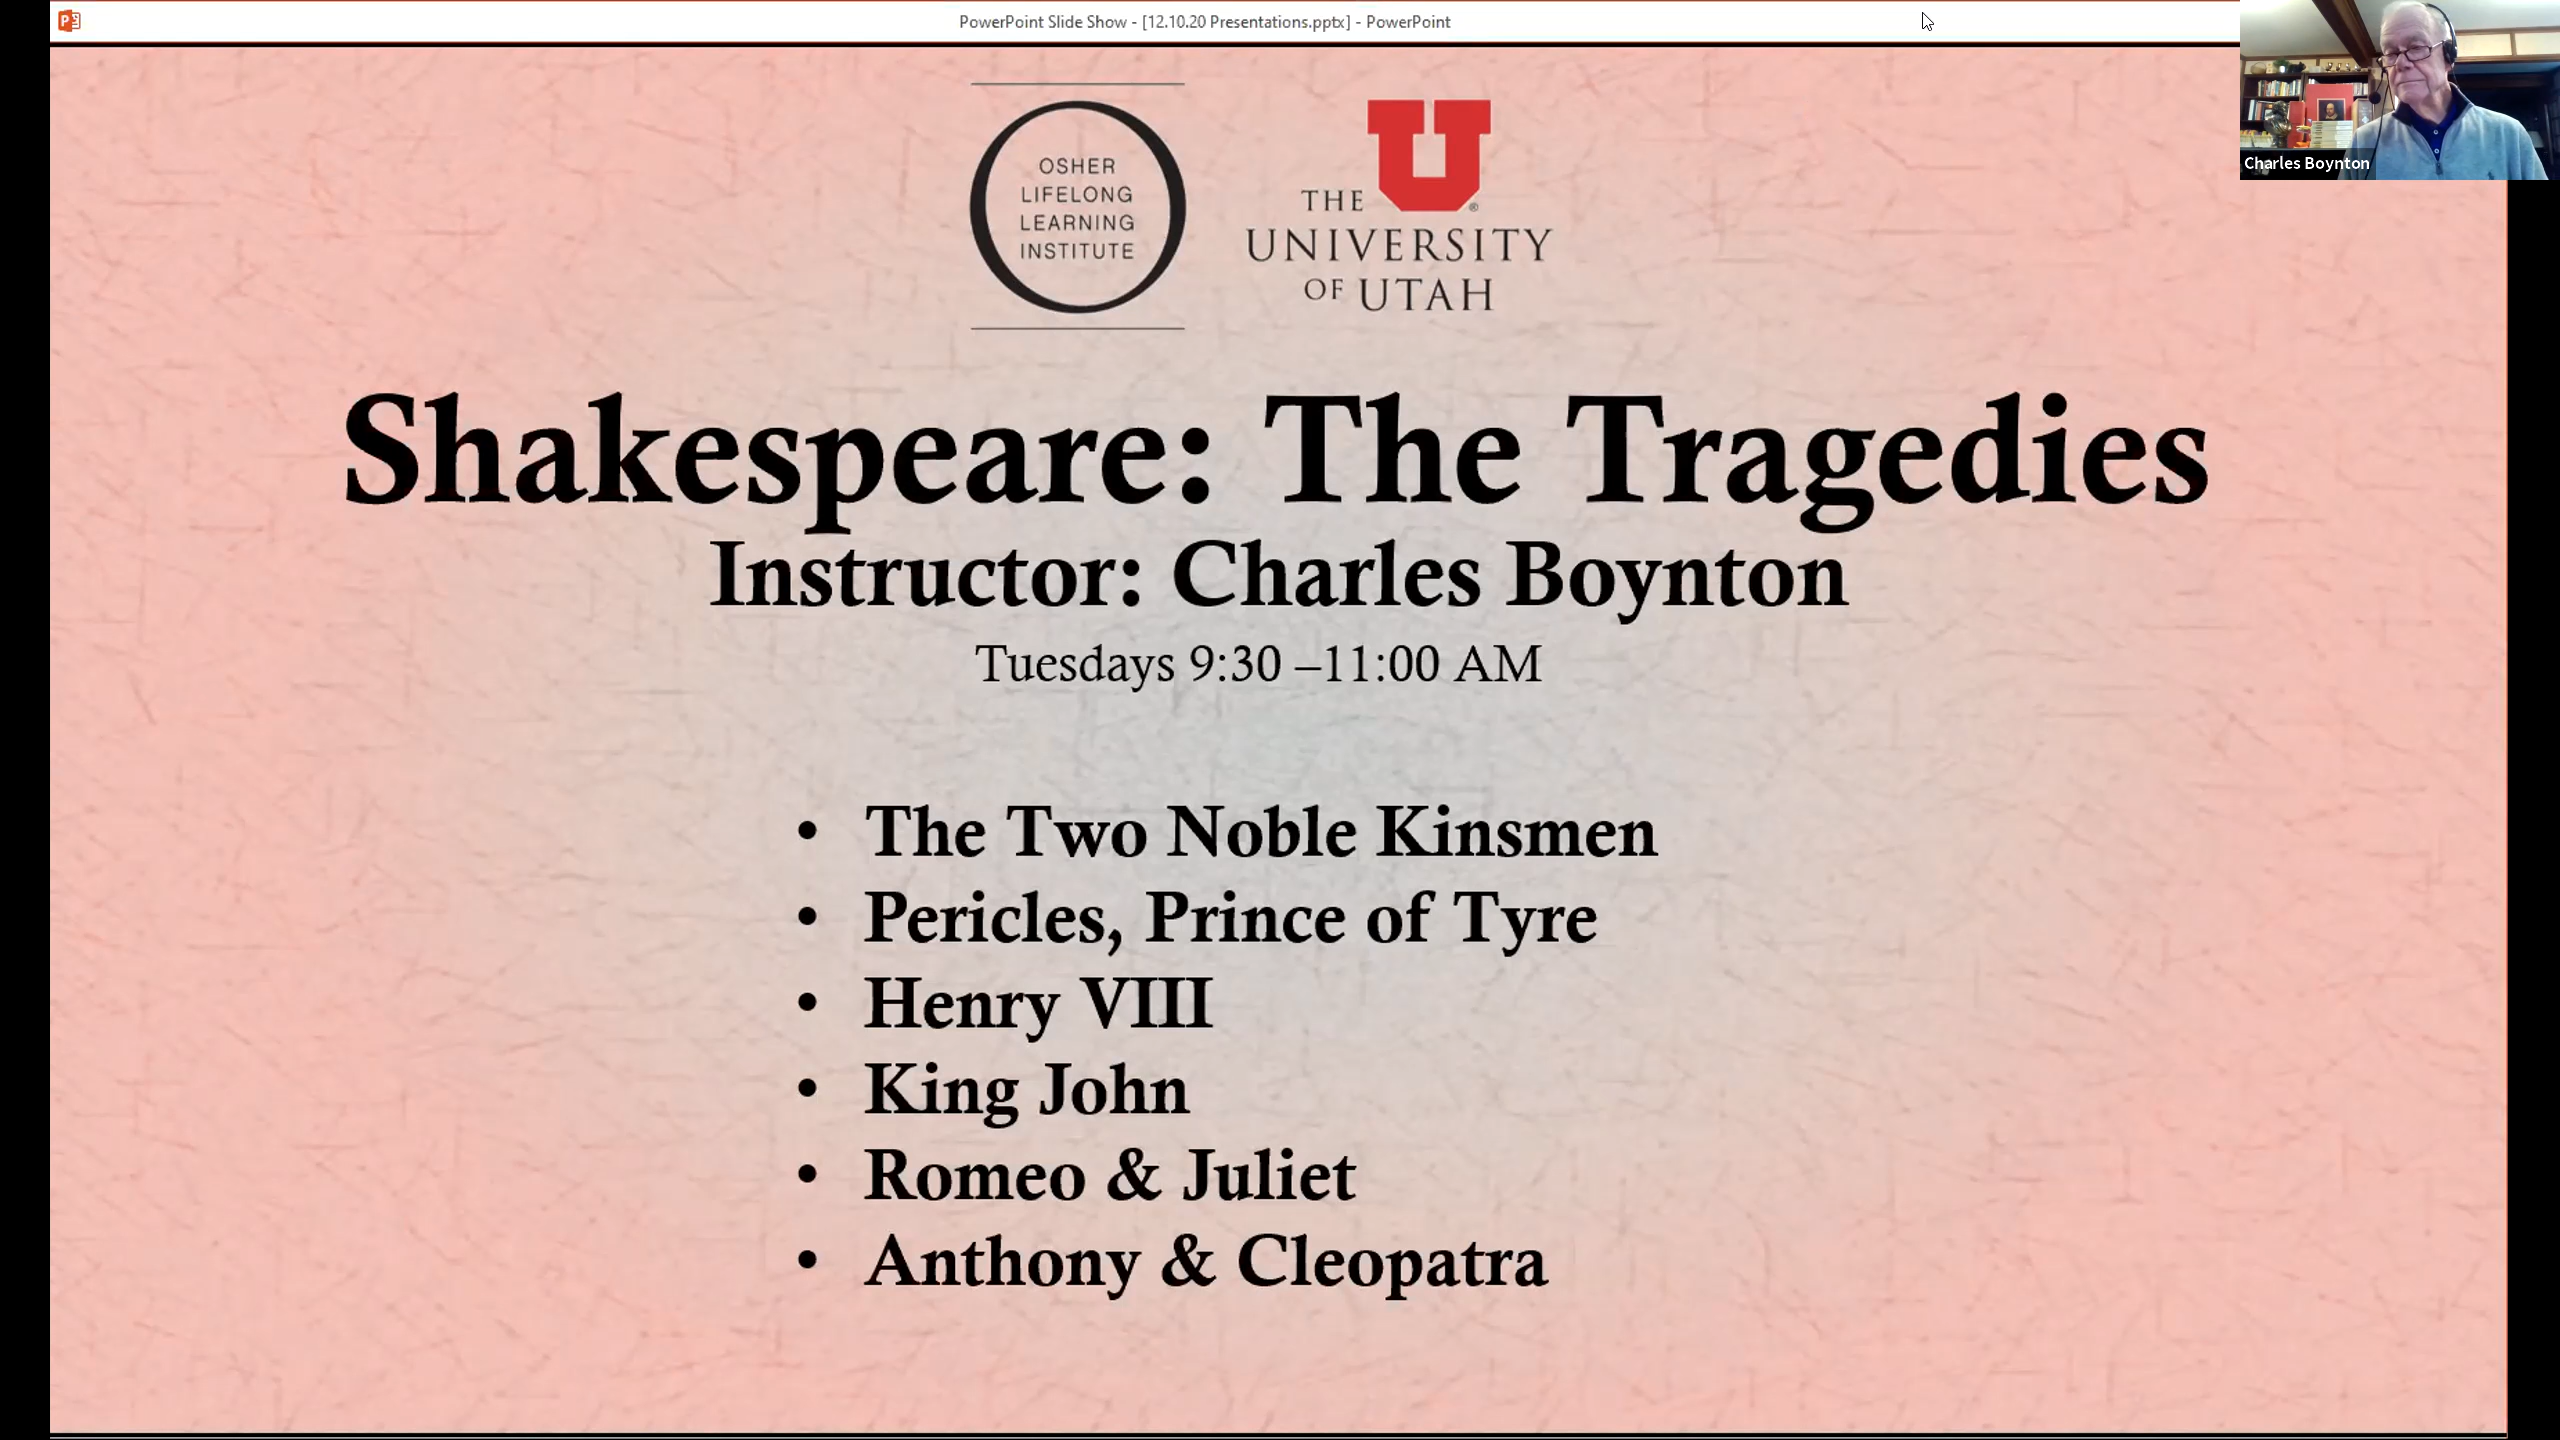 PowerPoint Slide Show - [12.10.20 Presentations.pptx] - PowerPoint
Charles Boynton
OSHER
LIFELONG
LEARNING
INSTITUTE
U
®
THE
UNIVERSITY
OF UTAH
Shakespeare: The Tragedies
Instructor: Charles Boynton
Tuesdays 9:30 –11:00 AM
• The Two Noble Kinsmen
• Pericles, Prince of Tyre
• Henry VIII
• King John
• Romeo & Juliet
• Anthony & Cleopatra